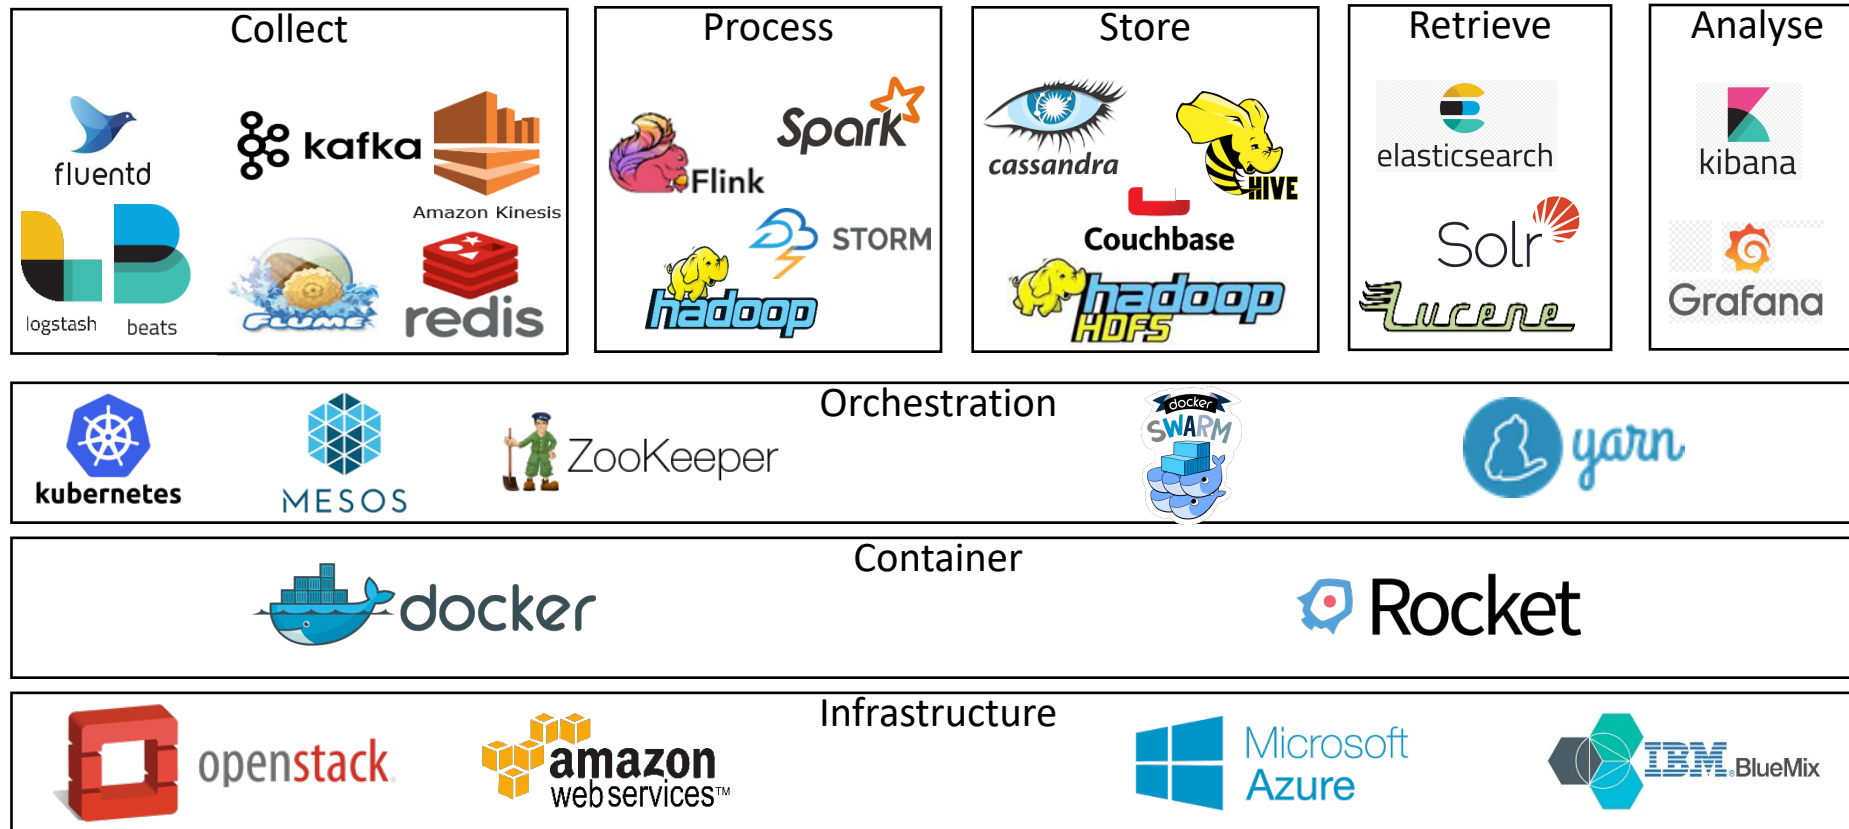 Collect
fluentd
kafka
Amazon Kinesis
logstash
beats
FLUME
redis
Process
Spark
Flink
STORM
hadoop
Store
cassandra
HIVE
Couchbase
hadoop
HDFS
Retrieve
elasticsearch
Solr
Lucene
Analyse
kibana
Grafana
Orchestration
kubernetes
MESOS
ZooKeeper
docker
SWARM
yarn
Container
docker
Rocket
Infrastructure
openstack
amazon
web services™
Microsoft
Azure
IBM® BlueMix